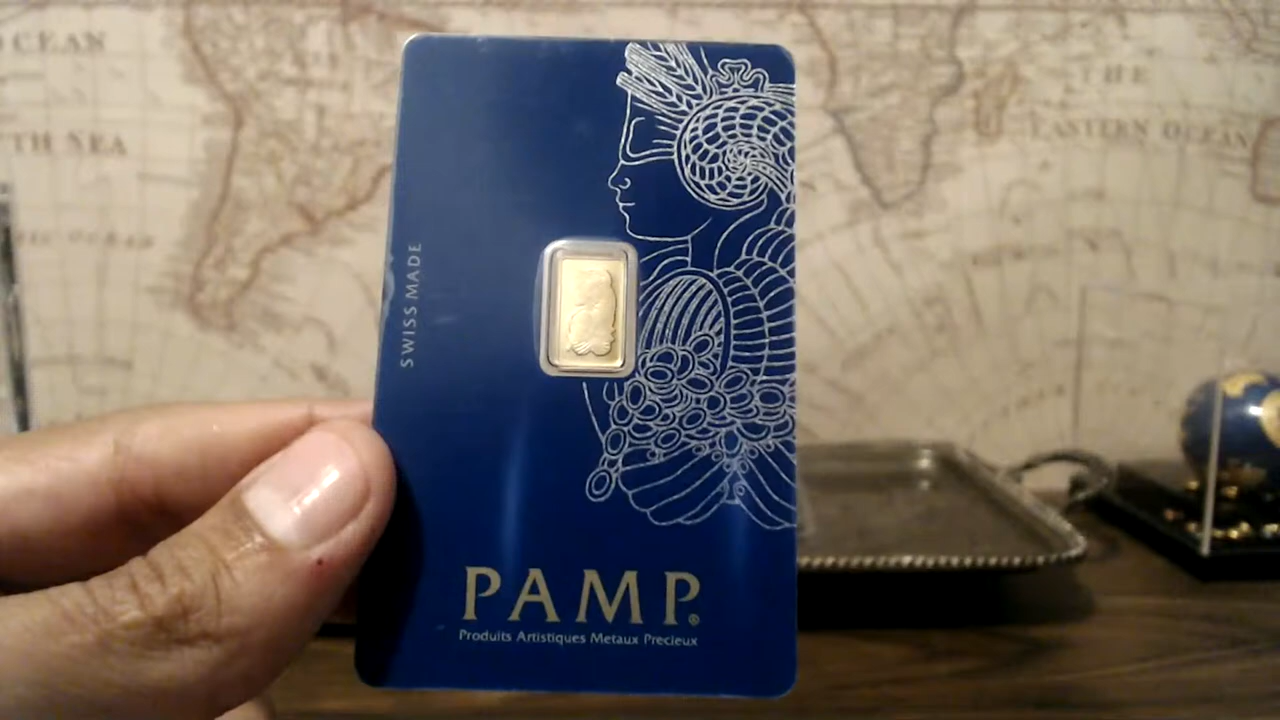 OCEAN
TH SEA
THE
EASTERN OCEAN
SWISS MADE
PAMP®
Produits Artistiques Metaux Precieux